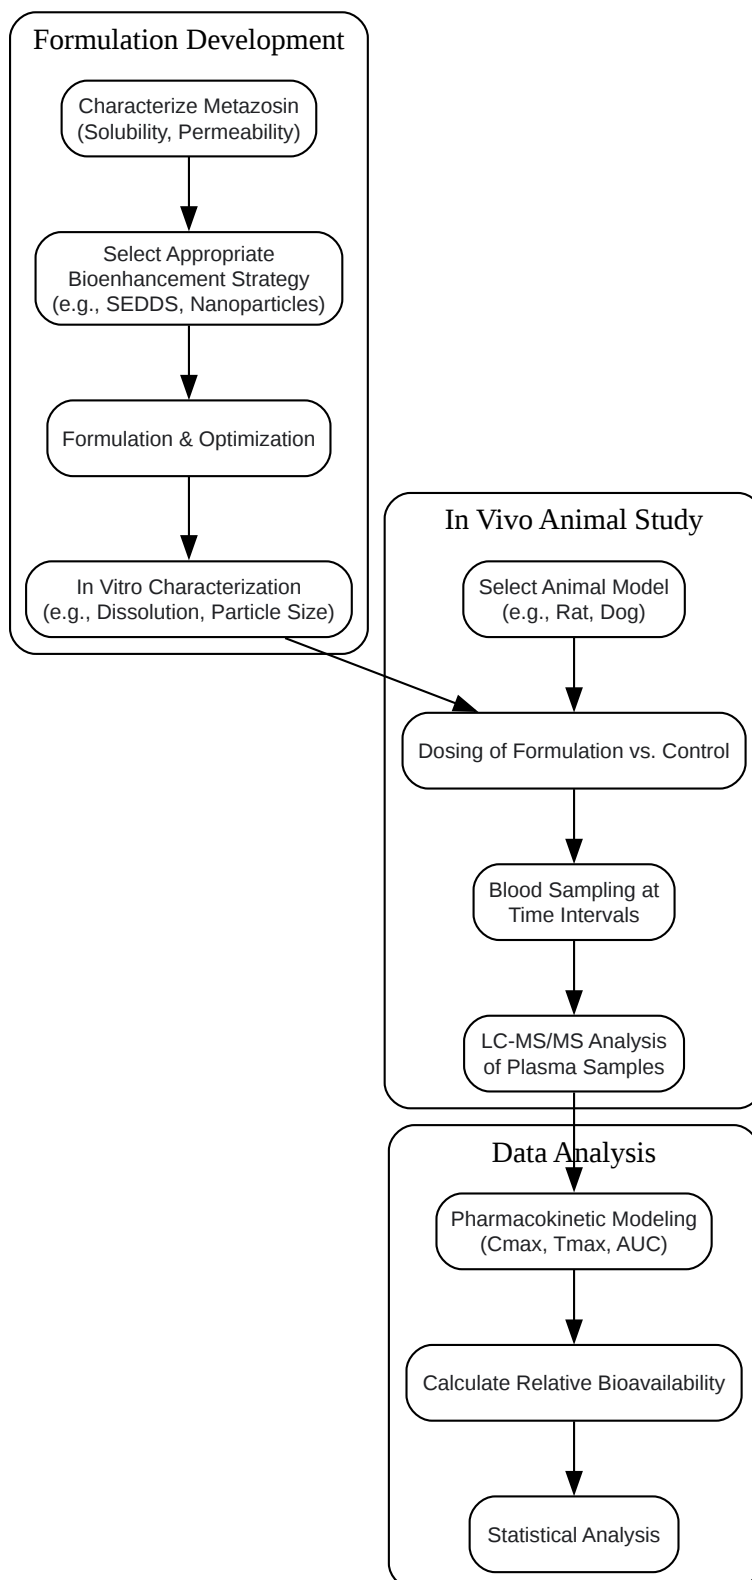 Formulation Development
Characterize Metazosin
(Solubility, Permeability)
Select Appropriate
Bioenhancement Strategy
(e.g., SEDDS, Nanoparticles)
Formulation & Optimization
In Vitro Characterization
(e.g., Dissolution, Particle Size)
In Vivo Animal Study
Select Animal Model
(e.g., Rat, Dog)
Dosing of Formulation vs. Control
Blood Sampling at
Time Intervals
LC-MS/MS Analysis
of Plasma Samples
Data Analysis
Pharmacokinetic Modeling
(Cmax, Tmax, AUC)
Calculate Relative Bioavailability
Statistical Analysis